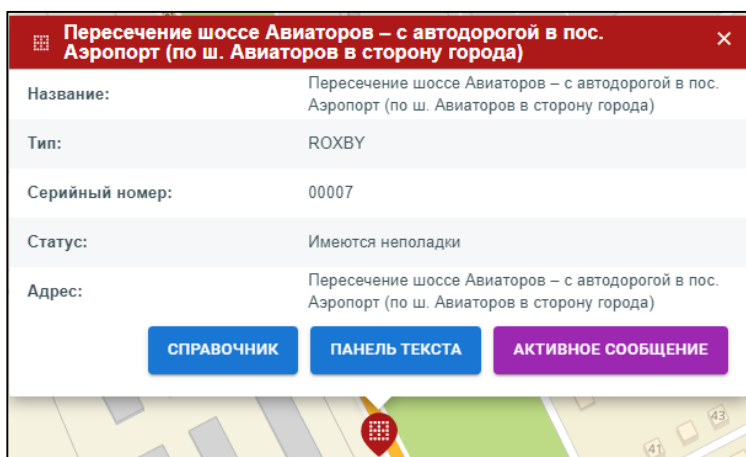 Пересечение шоссе Авиаторов – с автодорогой в пос.
Аэропорт (по ш. Авиаторов в сторону города)
Название:
Пересечение шоссе Авиаторов – с автодорогой в пос.
Аэропорт (по ш. Авиаторов в сторону города)
Тип:
ROXBY
Серийный номер:
00007
Статус:
Имеются неполадки
Адрес:
Пересечение шоссе Авиаторов – с автодорогой в пос.
Аэропорт (по ш. Авиаторов в сторону города)
СПРАВОЧНИК
ПАНЕЛЬ ТЕКСТА
АКТИВНОЕ СООБЩЕНИЕ
43
41